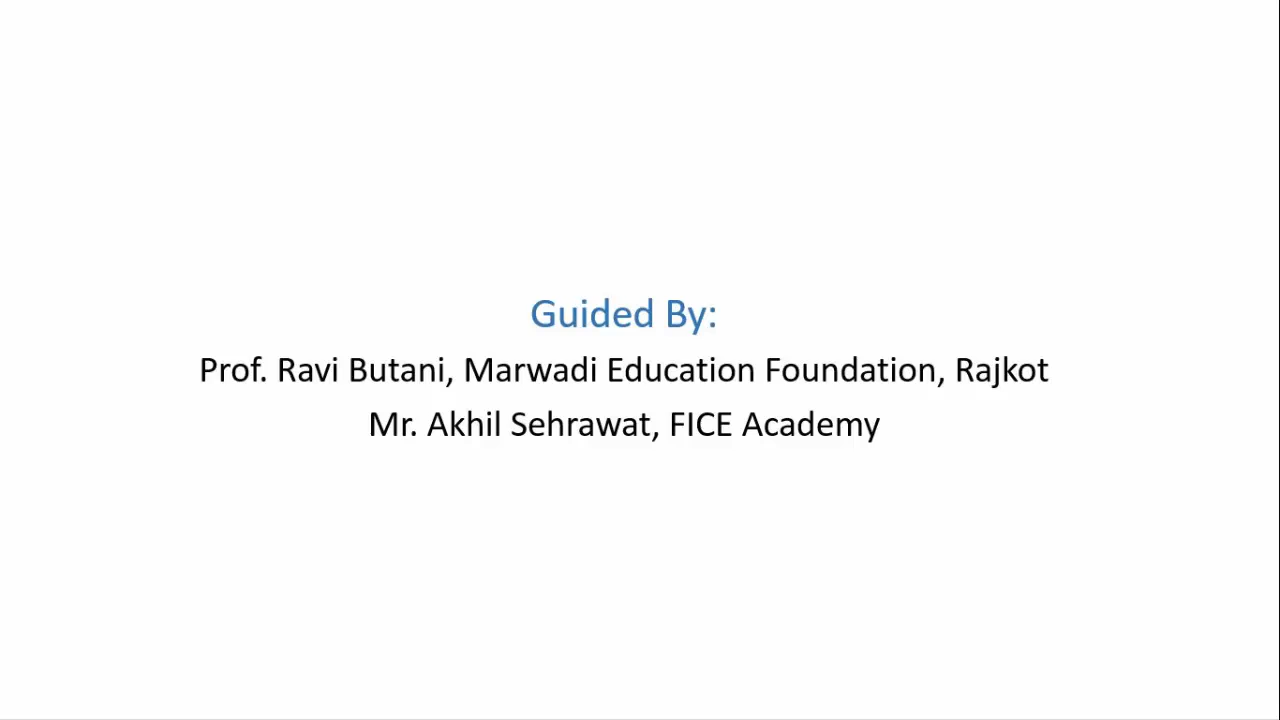 Guided By:
Prof. Ravi Butani, Marwadi Education Foundation, Rajkot
Mr. Akhil Sehrawat, FICE Academy